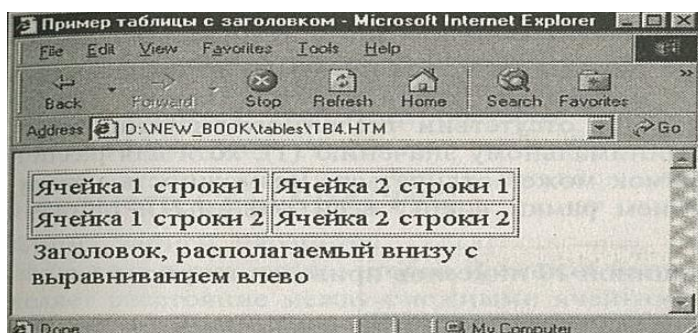 Пример таблицы с заголовком - Microsoft Internet Explorer
File Edit View Favorites Tools Help
Back Forward Stop Refresh Home Search Favorites »
Address D:\NEW_BOOK\tables\TB4.HTM Go
Ячейка 1 строки 1 Ячейка 2 строки 1
Ячейка 1 строки 2 Ячейка 2 строки 2
Заголовок, располагаемый внизу с
выравниванием влево
Done My Computer